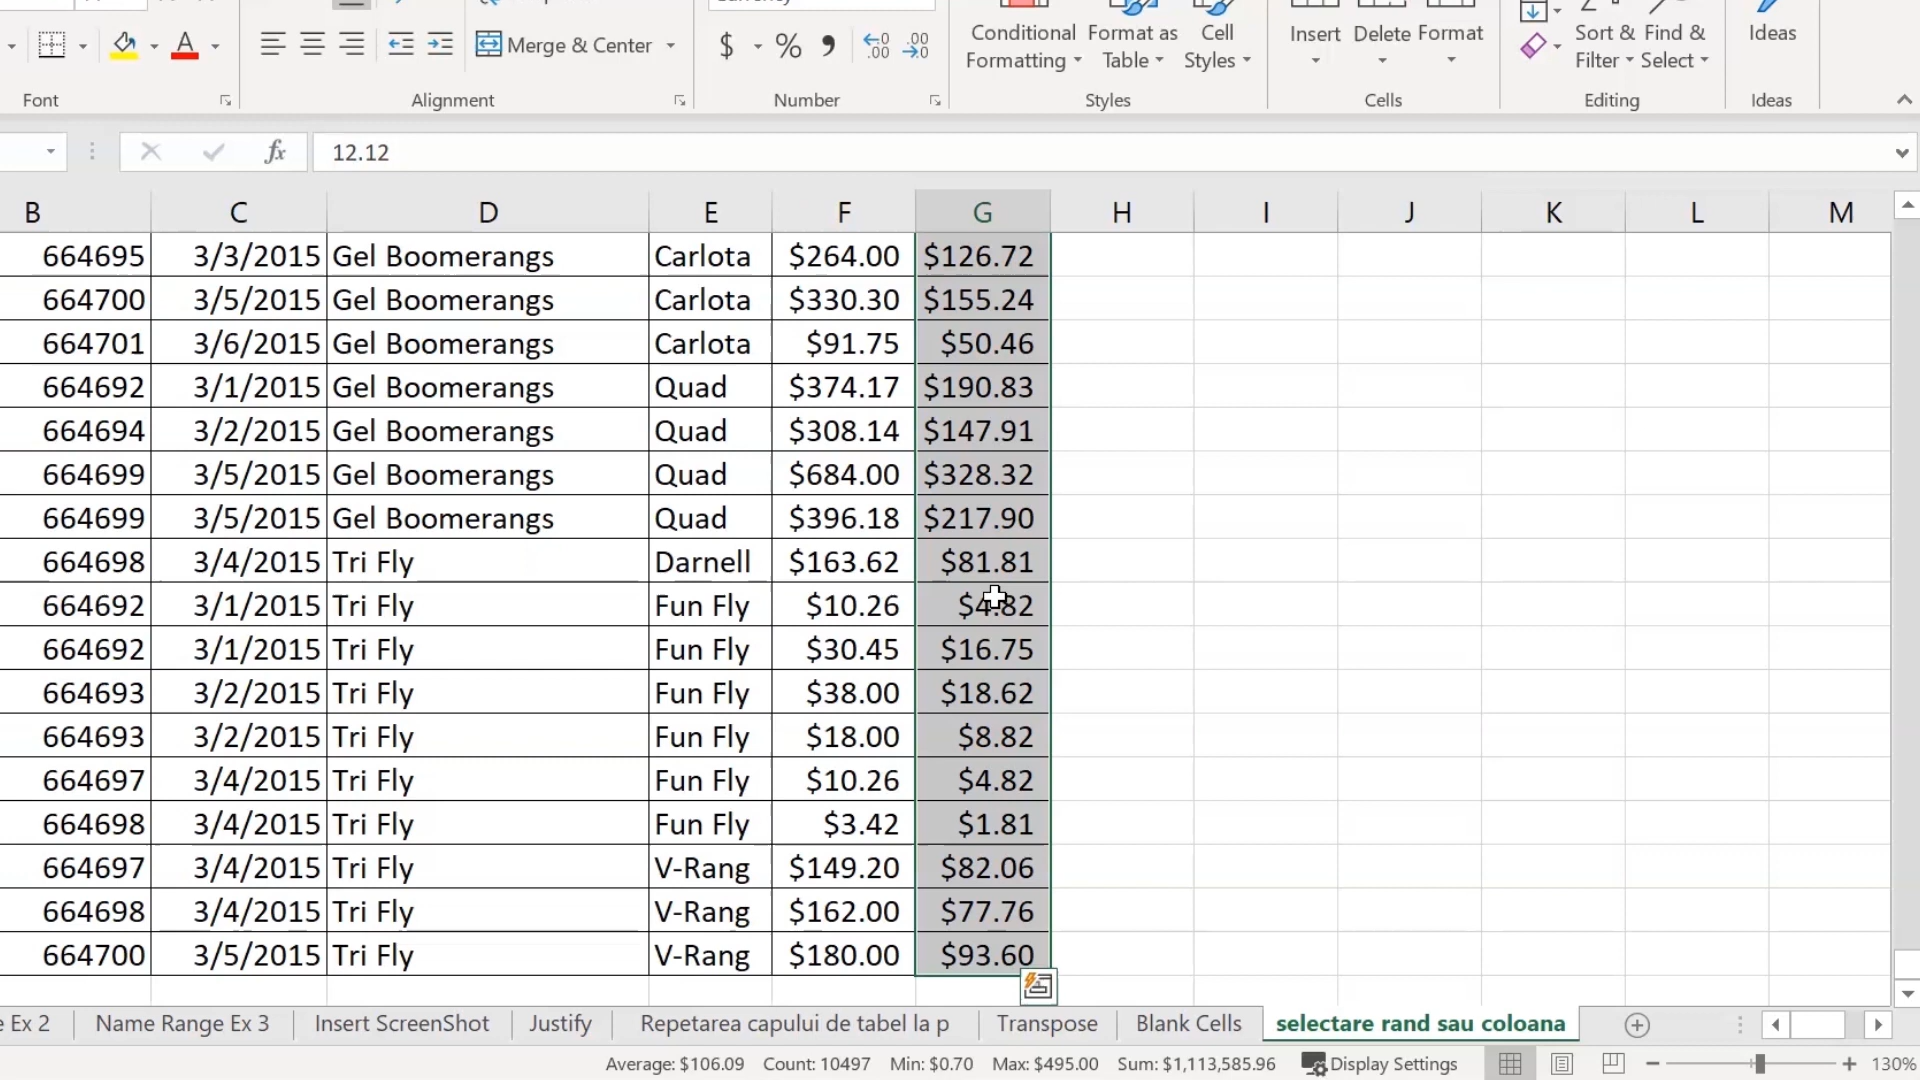 Merge & Center
$ % 9
.00
.00
Conditional Formatting
Format as Table
Cell Styles
Insert
Delete
Format
Sort & Filter
Find & Select
Ideas
Font
Alignment
Number
Styles
Cells
Editing
Ideas
fx 12.12
B C D E F G H I J K L M
664695 3/3/2015 Gel Boomerangs Carlota $264.00 $126.72
664700 3/5/2015 Gel Boomerangs Carlota $330.30 $155.24
664701 3/6/2015 Gel Boomerangs Carlota $91.75 $50.46
664692 3/1/2015 Gel Boomerangs Quad $374.17 $190.83
664694 3/2/2015 Gel Boomerangs Quad $308.14 $147.91
664699 3/5/2015 Gel Boomerangs Quad $684.00 $328.32
664699 3/5/2015 Gel Boomerangs Quad $396.18 $217.90
664698 3/4/2015 Tri Fly Darnell $163.62 $81.81
664692 3/1/2015 Tri Fly Fun Fly $10.26 $4.82
664692 3/1/2015 Tri Fly Fun Fly $30.45 $16.75
664693 3/2/2015 Tri Fly Fun Fly $38.00 $18.62
664693 3/2/2015 Tri Fly Fun Fly $18.00 $8.82
664697 3/4/2015 Tri Fly Fun Fly $10.26 $4.82
664698 3/4/2015 Tri Fly Fun Fly $3.42 $1.81
664697 3/4/2015 Tri Fly V-Rang $149.20 $82.06
664698 3/4/2015 Tri Fly V-Rang $162.00 $77.76
664700 3/5/2015 Tri Fly V-Rang $180.00 $93.60
e Ex 2 Name Range Ex 3 Insert ScreenShot Justify Repetarea capului de tabel la p Transpose Blank Cells selectare rand sau coloana
Average: $106.09 Count: 10497 Min: $0.70 Max: $495.00 Sum: $1,113,585.96 Display Settings 130%